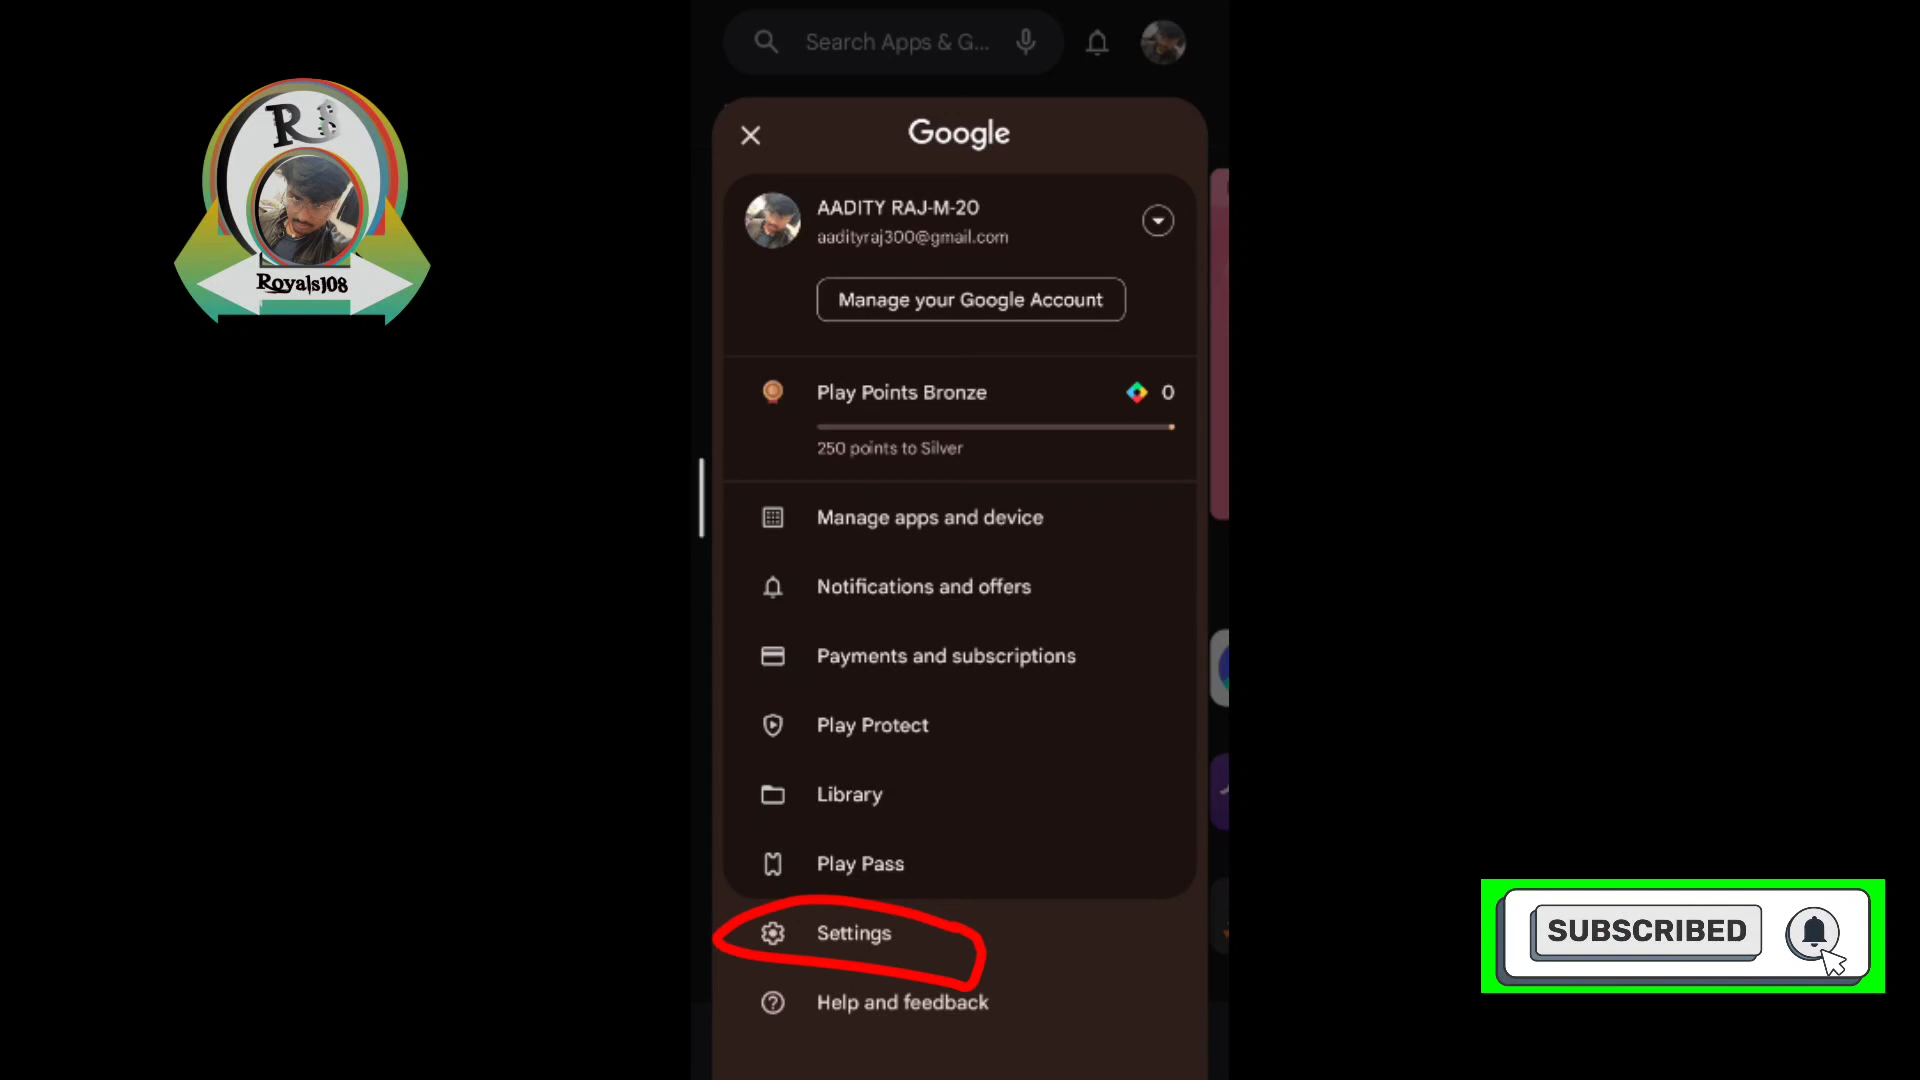 R 8
Royals108
Search Apps & G...
Google
AADITY RAJ-M-20
aadityraj300@gmail.com
Manage your Google Account
Play Points Bronze
0
250 points to Silver
Manage apps and device
Notifications and offers
Payments and subscriptions
Play Protect
Library
Play Pass
Settings
Help and feedback
SUBSCRIBED